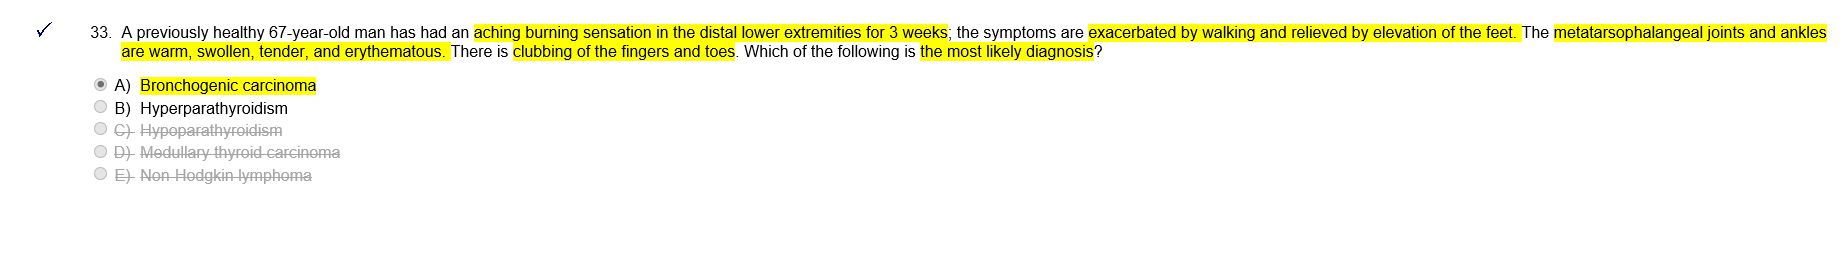 33. A previously healthy 67-year-old man has had an aching burning sensation in the distal lower extremities for 3 weeks; the symptoms are exacerbated by walking and relieved by elevation of the feet. The metatarsophalangeal joints and ankles
are warm, swollen, tender, and erythematous. There is clubbing of the fingers and toes. Which of the following is the most likely diagnosis?
A) Bronchogenic carcinoma
B) Hyperparathyroidism
C) Hypoparathyroidism
D) Medullary thyroid carcinoma
E) Non-Hodgkin lymphoma